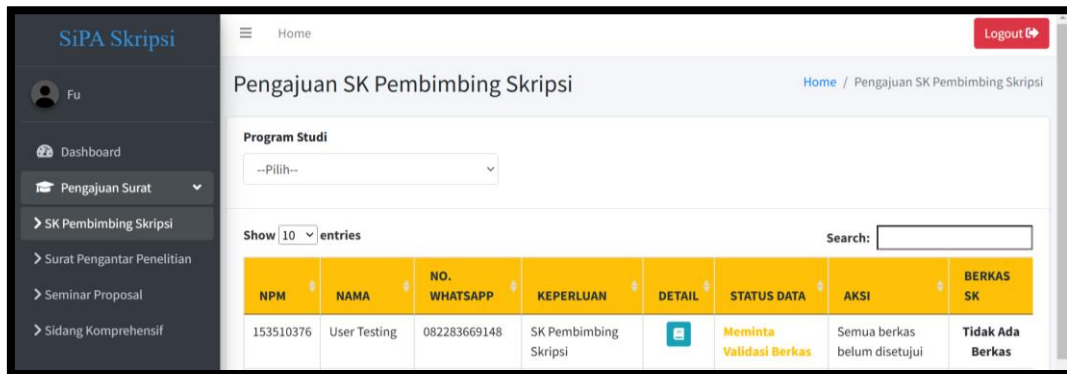 SiPA Skripsi
Fu
Dashboard
Pengajuan Surat
SK Pembimbing Skripsi
Surat Pengantar Penelitian
Seminar Proposal
Sidang Komprehensif
Home
Logout
Pengajuan SK Pembimbing Skripsi
Home / Pengajuan SK Pembimbing Skripsi
Program Studi
--Pilih--
Show 10 entries
Search:
NPM
NAMA
NO.
WHATSAPP
KEPERLUAN
DETAIL
STATUS DATA
AKSI
BERKAS
SK
153510376
User Testing
082283669148
SK Pembimbing
Skripsi
Meminta
Validasi Berkas
Semua berkas
belum disetujui
Tidak Ada
Berkas